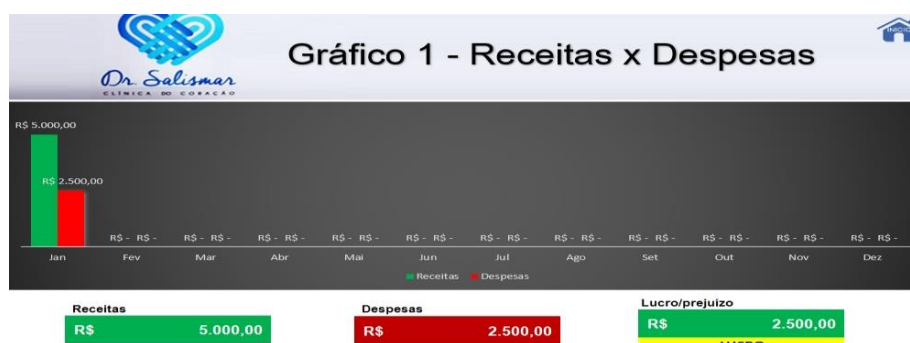 Dr. Salismar
CLÍNICA DO CORAÇÃO
Gráfico 1 - Receitas x Despesas
INICIO
R$ 5.000,00
R$ 2.500,00
R$ - R$ - R$ - R$ - R$ - R$ - R$ - R$ - R$ - R$ - R$ - R$ - R$ - R$ - R$ - R$ - R$ - R$ - R$ - R$ - R$ - R$ -
Jan Fev Mar Abr Mai Jun Jul Ago Set Out Nov Dez
Receitas Despesas
Receitas Despesas Lucro/prejuizo
R$ 5.000,00 R$ 2.500,00 R$ 2.500,00